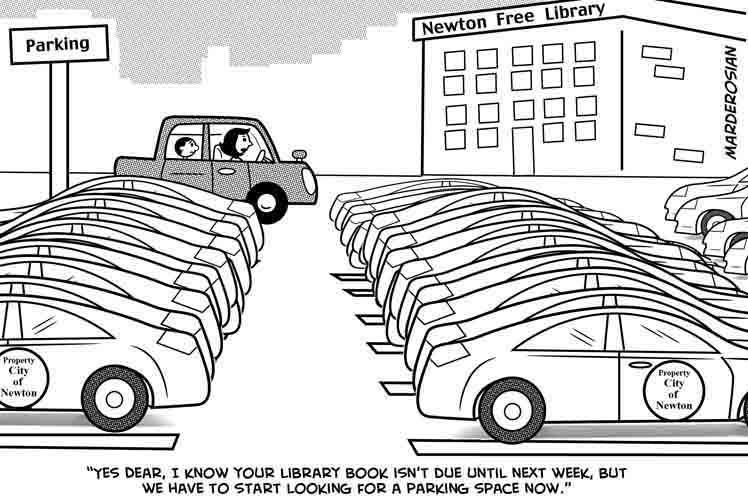 Newton Free Library
Parking
MARDEROSIAN
Property
City
of
Newton
Property
City
of
Newton
"YES DEAR, I KNOW YOUR LIBRARY BOOK ISN'T DUE UNTIL NEXT WEEK, BUT
WE HAVE TO START LOOKING FOR A PARKING SPACE NOW."